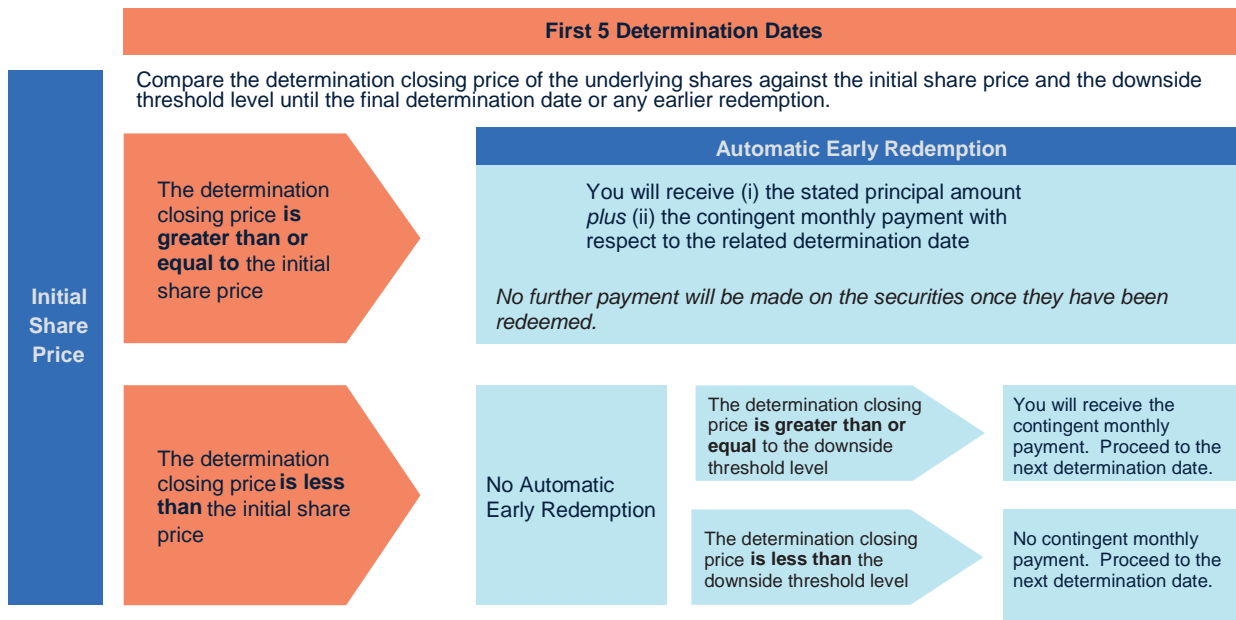 First 5 Determination Dates
Compare the determination closing price of the underlying shares against the initial share price and the downside
threshold level until the final determination date or any earlier redemption.
Initial
Share
Price
The determination
closing price is
greater than or
equal to the initial
share price
Automatic Early Redemption
You will receive (i) the stated principal amount
plus (ii) the contingent monthly payment with
respect to the related determination date
No further payment will be made on the securities once they have been
redeemed.
The determination
closing price is less
than the initial share
price
No Automatic
Early Redemption
The determination closing
price is greater than or
equal to the downside
threshold level
You will receive the
contingent monthly
payment. Proceed to the
next determination date.
The determination closing
price is less than the
downside threshold level
No contingent monthly
payment. Proceed to the
next determination date.